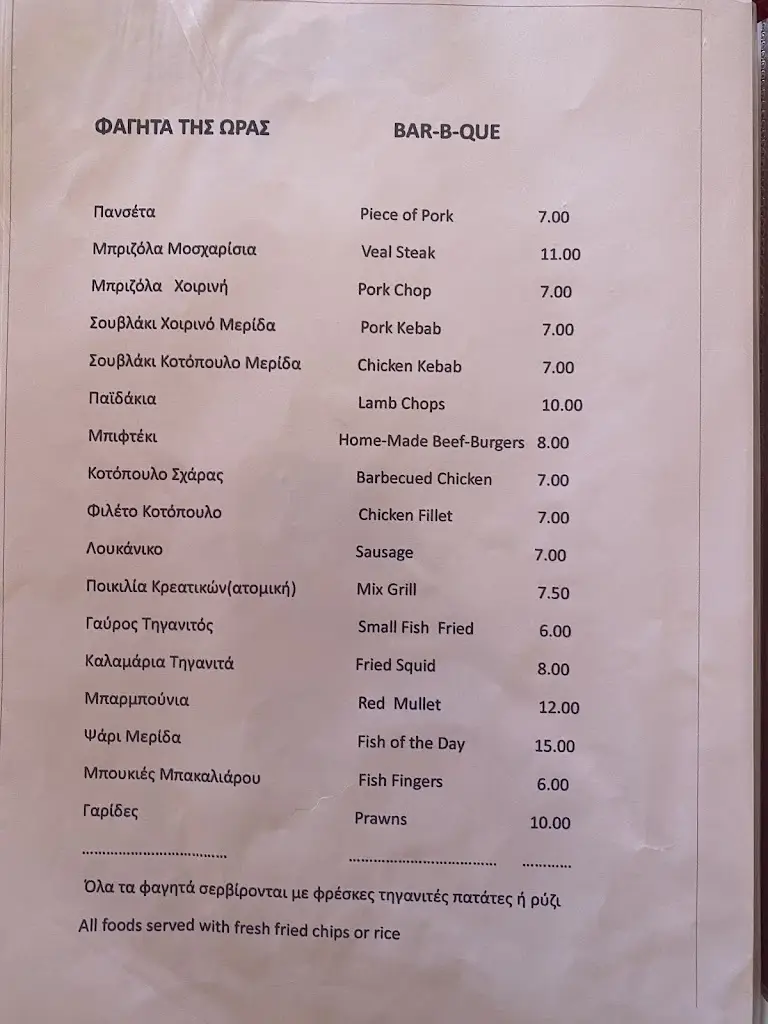 ΦΑΓΗΤΑ ΤΗΣ ΩΡΑΣ BAR-B-QUE
Πανσέτα Piece of Pork 7.00
Μπριζόλα Μοσχαρίσια Veal Steak 11.00
Μπριζόλα Χοιρινή Pork Chop 7.00
Σουβλάκι Χοιρινό Μερίδα Pork Kebab 7.00
Σουβλάκι Κοτόπουλο Μερίδα Chicken Kebab 7.00
Παϊδάκια Lamb Chops 10.00
Μπιφτέκι Home-Made Beef-Burgers 8.00
Κοτόπουλο Σχάρας Barbecued Chicken 7.00
Φιλέτο Κοτόπουλο Chicken Fillet 7.00
Λουκάνικο Sausage 7.00
Ποικιλία Κρεατικών(ατομική) Mix Grill 7.50
Γαύρος Τηγανιτός Small Fish Fried 6.00
Καλαμάρια Τηγανιτά Fried Squid 8.00
Μπαρμπούνια Red Mullet 12.00
Ψάρι Μερίδα Fish of the Day 15.00
Μπουκιές Μπακαλιάρου Fish Fingers 6.00
Γαρίδες Prawns 10.00
Όλα τα φαγητά σερβίρονται με φρέσκες τηγανιτές πατάτες ή ρύζι
All foods served with fresh fried chips or rice